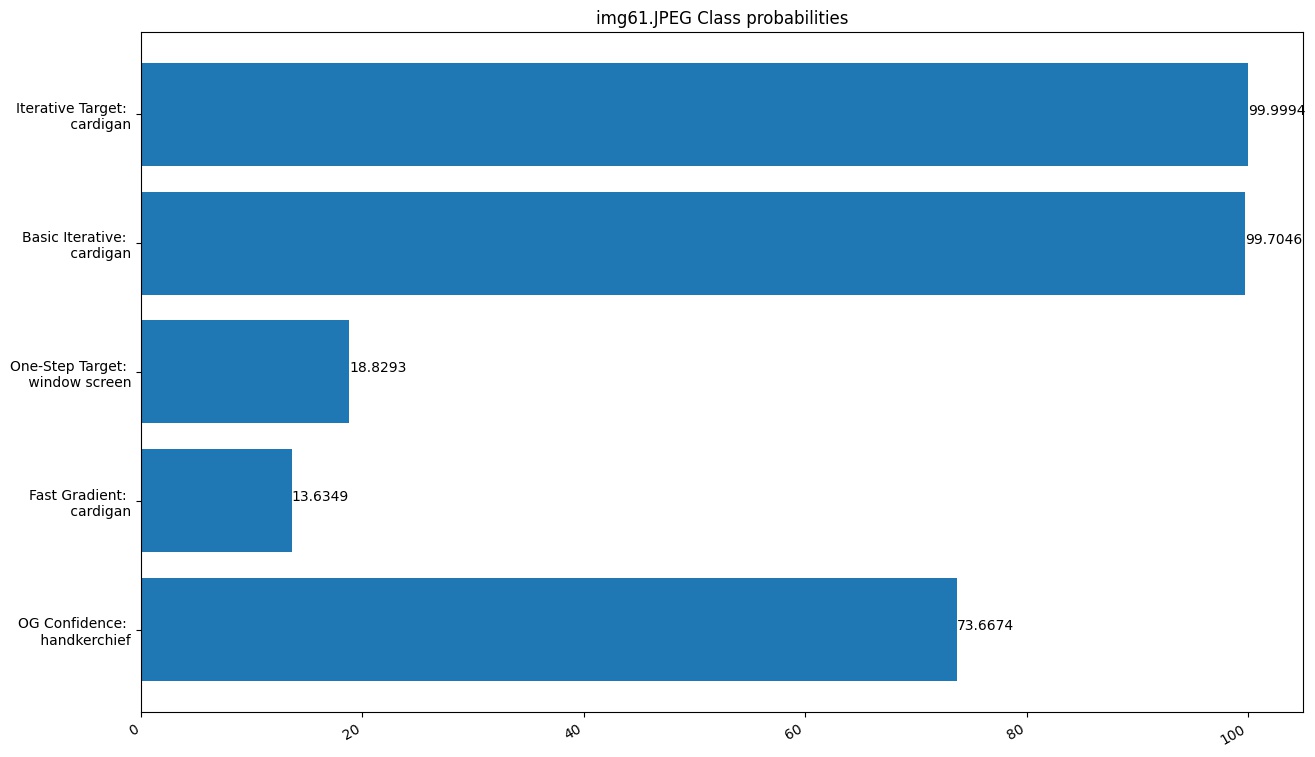 img61.JPEG Class probabilities
Iterative Target:
cardigan
99.9994
Basic Iterative:
cardigan
99.7046
One-Step Target:
window screen
18.8293
Fast Gradient:
cardigan
13.6349
OG Confidence:
handkerchief
73.6674
0
20
40
60
80
100